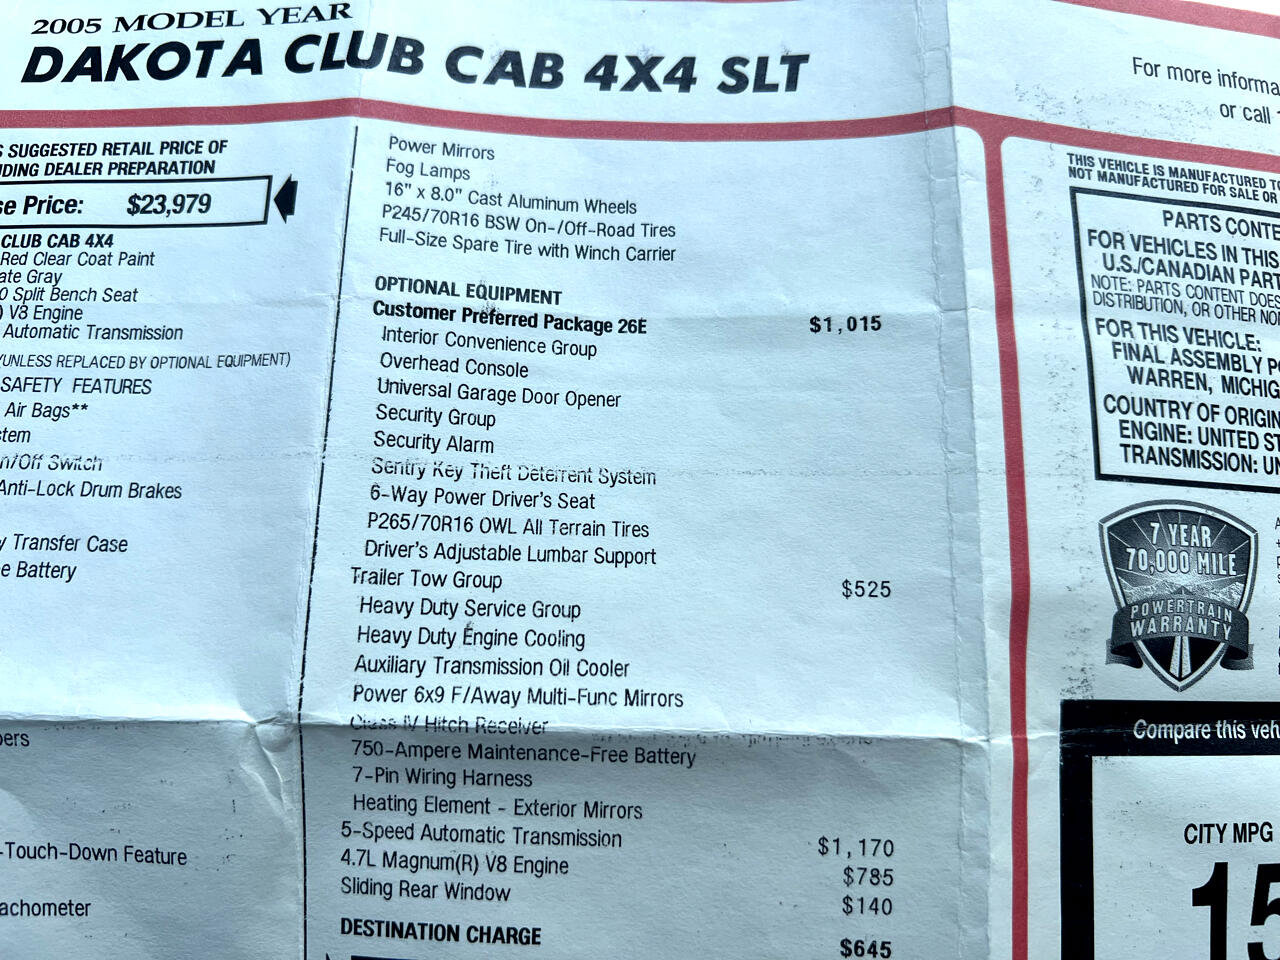 2005 MODEL YEAR
DAKOTA CLUB CAB 4X4 SLT
SUGGESTED RETAIL PRICE OF
DEALER PREPARATION
Price: $23,979
CLUB CAB 4X4
Red Clear Coat Paint
Gray
Split Bench Seat
V8 Engine
Automatic Transmission
(UNLESS REPLACED BY OPTIONAL EQUIPMENT)
SAFETY FEATURES
Air Bags**
n/Off Switch
Anti-Lock Drum Brakes
Transfer Case
Battery
-Touch-Down Feature
achometer
Power Mirrors
Fog Lamps
16" x 8.0" Cast Aluminum Wheels
P245/70R16 BSW On-/Off-Road Tires
Full-Size Spare Tire with Winch Carrier
OPTIONAL EQUIPMENT
Customer Preferred Package 26E $1,015
Interior Convenience Group
Overhead Console
Universal Garage Door Opener
Security Group
Security Alarm
Sentry Key Theft Deterrent System
6-Way Power Driver's Seat
P265/70R16 OWL All Terrain Tires
Driver's Adjustable Lumbar Support
Trailer Tow Group $525
Heavy Duty Service Group
Heavy Duty Engine Cooling
Auxiliary Transmission Oil Cooler
Power 6x9 F/Away Multi-Func Mirrors
Class IV Hitch Receiver
750-Ampere Maintenance-Free Battery
7-Pin Wiring Harness
Heating Element - Exterior Mirrors
5-Speed Automatic Transmission $1,170
4.7L Magnum(R) V8 Engine $785
Sliding Rear Window $140
DESTINATION CHARGE $645
For more informa
or call
THIS VEHICLE IS MANUFACTURED TO
NOT MANUFACTURED FOR SALE OR
PARTS CONTE
FOR VEHICLES IN THIS
U.S./CANADIAN PART
NOTE: PARTS CONTENT DOES
DISTRIBUTION, OR OTHER NON
FOR THIS VEHICLE:
FINAL ASSEMBLY PO
WARREN, MICHIG
COUNTRY OF ORIGIN
ENGINE: UNITED ST
TRANSMISSION: UN
7 YEAR
70,000 MILE
POWERTRAIN
WARRANTY
Compare this veh
CITY MPG
15